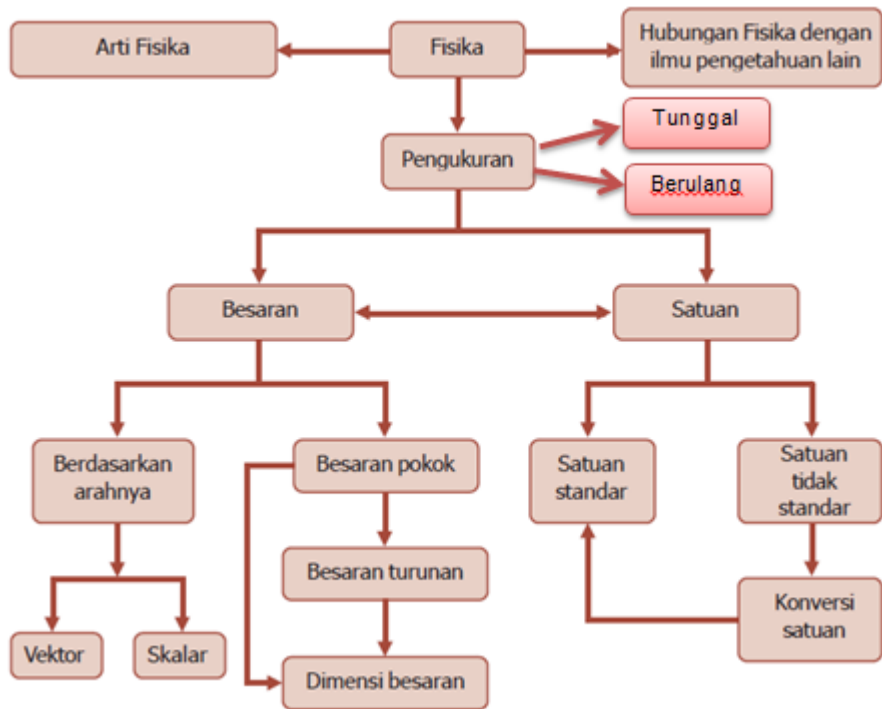 Arti Fisika
Fisika
Hubungan Fisika dengan
ilmu pengetahuan lain
Tunggal
Pengukuran
Berulang
Besaran
Satuan
Berdasarkan
arahnya
Besaran pokok
Satuan
standar
Satuan
tidak
standar
Besaran turunan
Konversi
satuan
Vektor
Skalar
Dimensi besaran